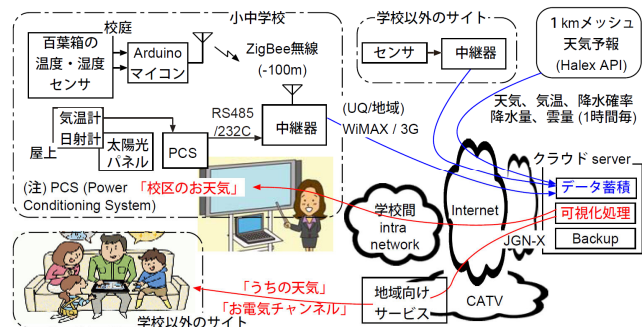 小中学校
校庭
百葉箱の
温度・湿度
センサ
Arduino
マイコン
ZigBee無線
(-100m)
気温計
日射計
屋上
太陽光
パネル
PCS
RS485
/232C
中継器
(注) PCS (Power
Conditioning System)
「校区のお天気」
学校以外のサイト
センサ
中継器
1 kmメッシュ
天気予報
(Halex API)
(UQ/地域)
WiMAX / 3G
天気、気温、降水確率
降水量、雲量 (1時間毎)
クラウド server
データ蓄積
可視化処理
Backup
Internet
JGN-X
学校間
intra
network
CATV
地域向け
サービス
「うちの天気」
「お電気チャンネル」
学校以外のサイト